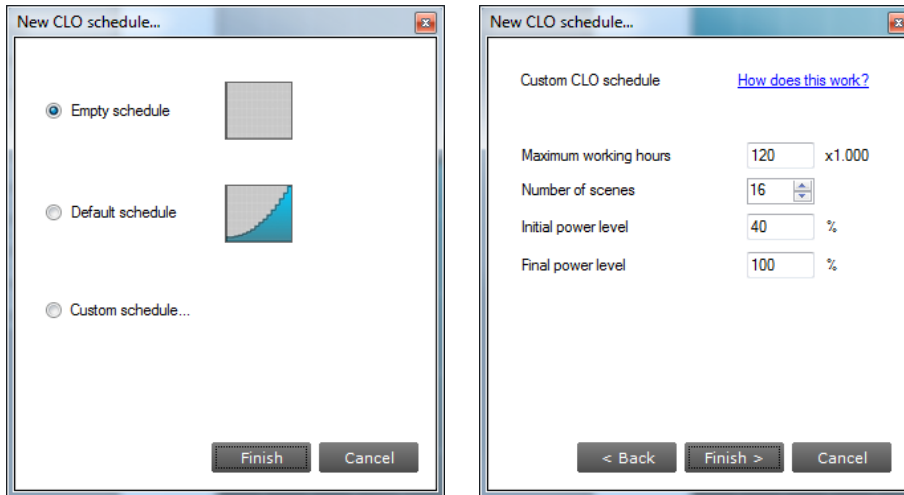 New CLO schedule...
Empty schedule
Default schedule
Custom schedule...
Finish Cancel
New CLO schedule...
Custom CLO schedule How does this work?
Maximum working hours 120 x1.000
Number of scenes 16
Initial power level 40 %
Final power level 100 %
< Back Finish > Cancel